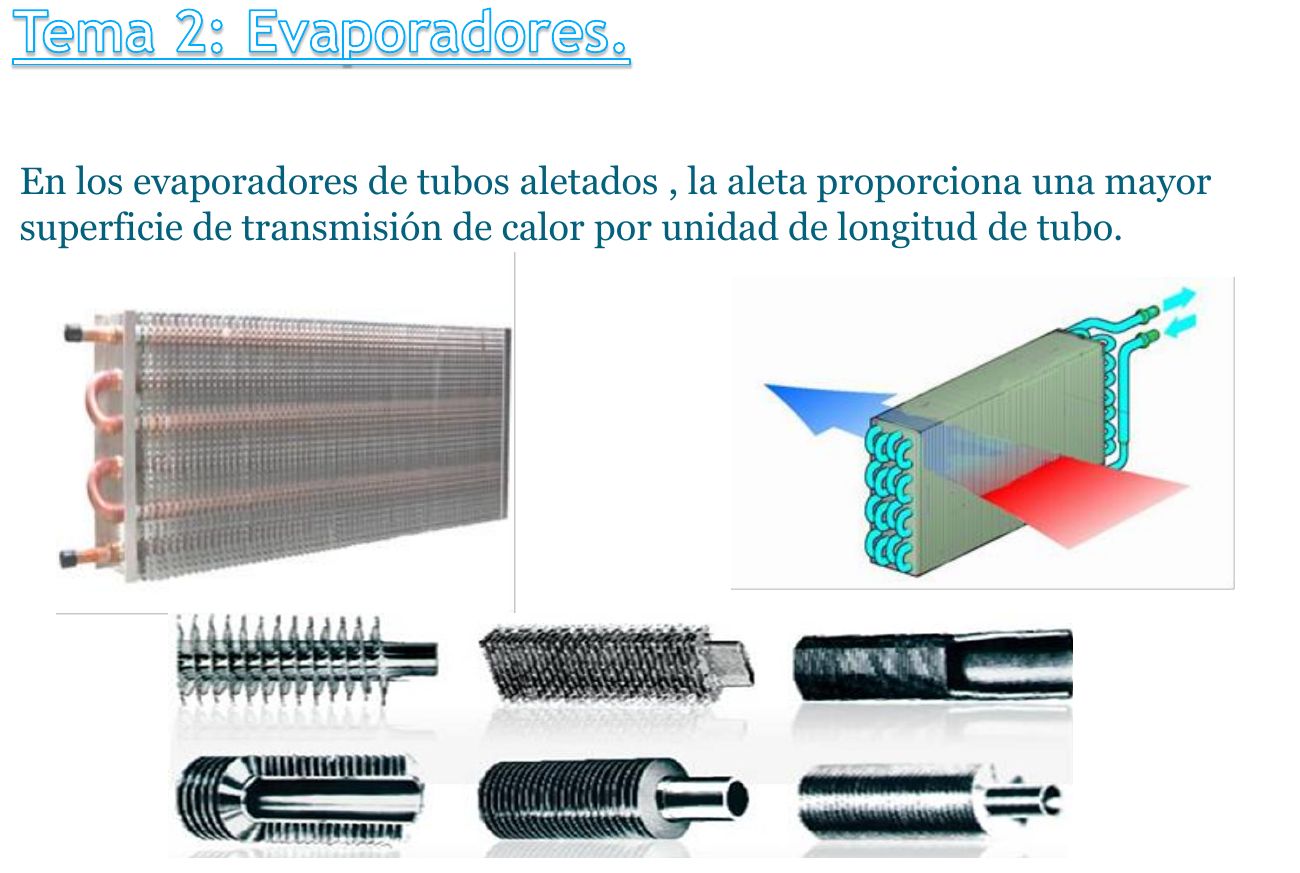 Tema 2: Evaporadores.
En los evaporadores de tubos aletados , la aleta proporciona una mayor
superficie de transmisión de calor por unidad de longitud de tubo.